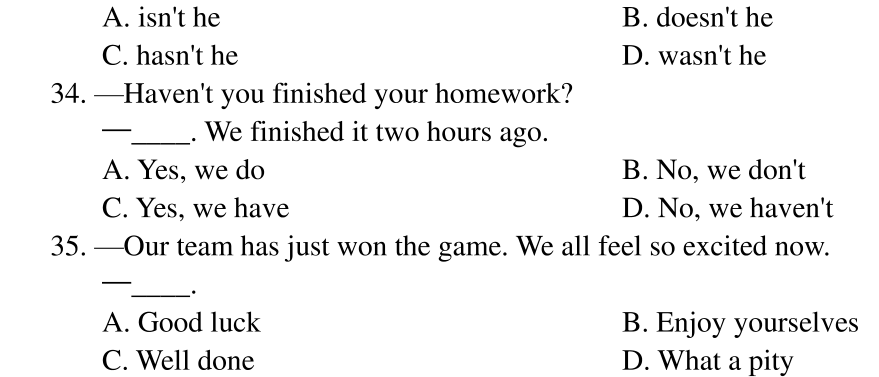 A. isn't he B. doesn't he
C. hasn't he D. wasn't he
34. —Haven't you finished your homework?
—____. We finished it two hours ago.
A. Yes, we do B. No, we don't
C. Yes, we have D. No, we haven't
35. —Our team has just won the game. We all feel so excited now.
—____.
A. Good luck B. Enjoy yourselves
C. Well done D. What a pity